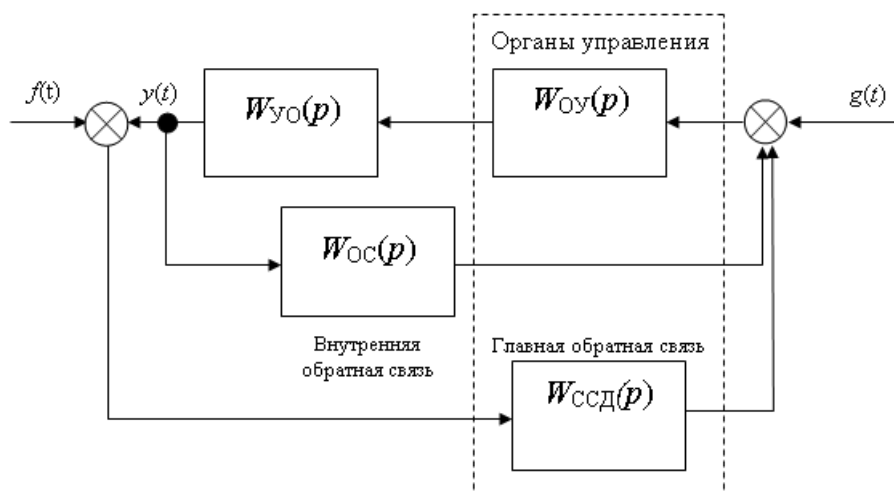 Органы управления
f(t)
y(t)
W_УО(p)
W_ОУ(p)
g(t)
W_ОС(p)
Внутренняя
обратная связь
Главная обратная связь
W_ССД(p)